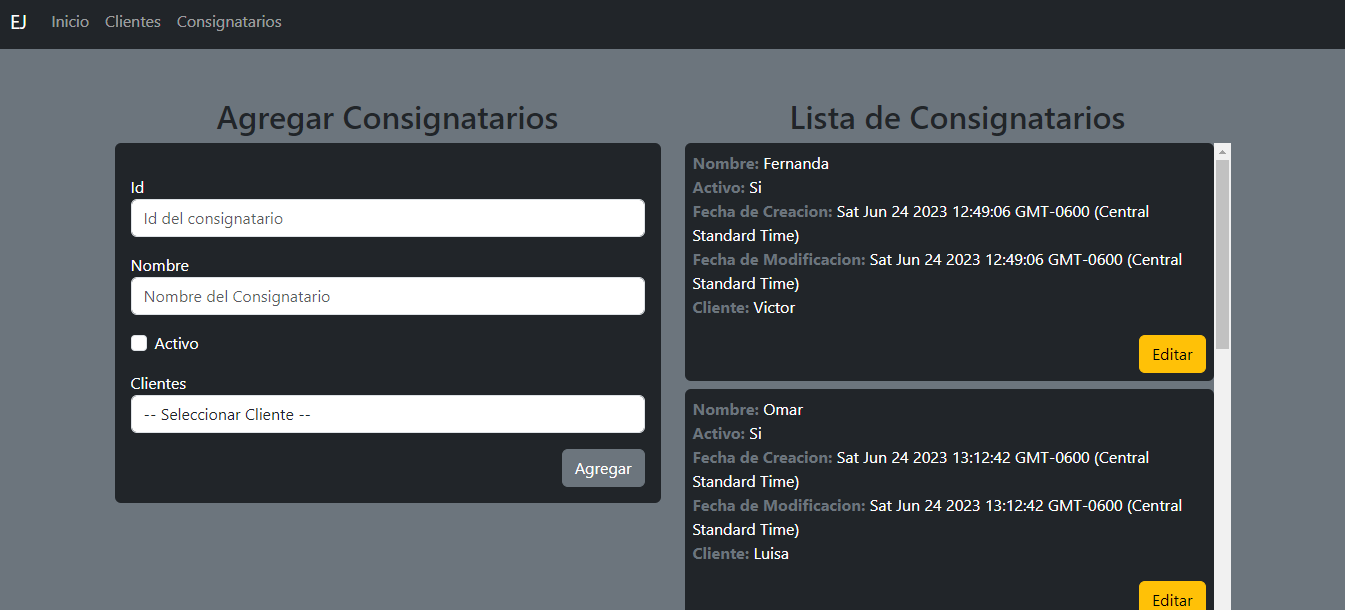 EJ Inicio Clientes Consignatarios
Agregar Consignatarios
Id
Id del consignatario
Nombre
Nombre del Consignatario
Activo
Clientes
-- Seleccionar Cliente --
Agregar
Lista de Consignatarios
Nombre: Fernanda
Activo: Si
Fecha de Creacion: Sat Jun 24 2023 12:49:06 GMT-0600 (Central
Standard Time)
Fecha de Modificacion: Sat Jun 24 2023 12:49:06 GMT-0600 (Central
Standard Time)
Cliente: Victor
Editar
Nombre: Omar
Activo: Si
Fecha de Creacion: Sat Jun 24 2023 13:12:42 GMT-0600 (Central
Standard Time)
Fecha de Modificacion: Sat Jun 24 2023 13:12:42 GMT-0600 (Central
Standard Time)
Cliente: Luisa
Editar